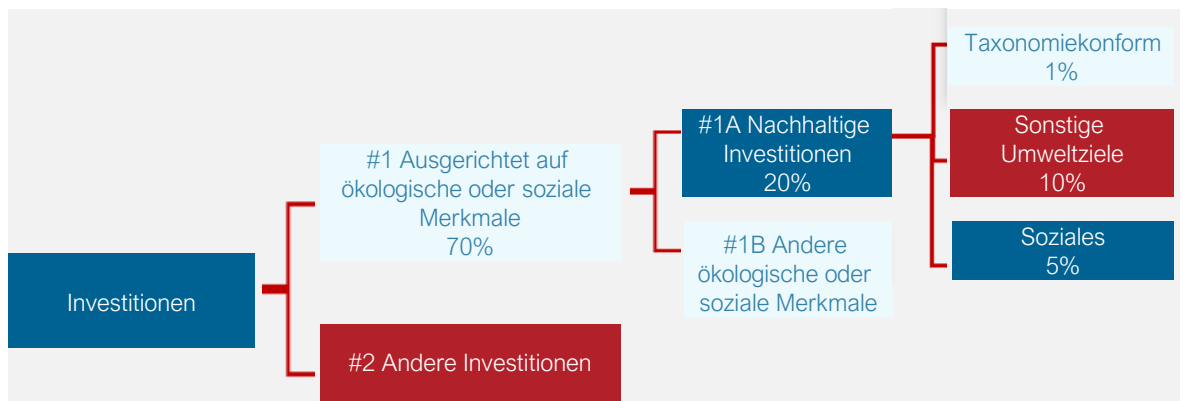 Investitionen
#1 Ausgerichtet auf
ökologische oder soziale
Merkmale
70%
#2 Andere Investitionen
#1A Nachhaltige
Investitionen
20%
#1B Andere
ökologische oder
soziale Merkmale
Taxonomiekonform
1%
Sonstige
Umweltziele
10%
Soziales
5%